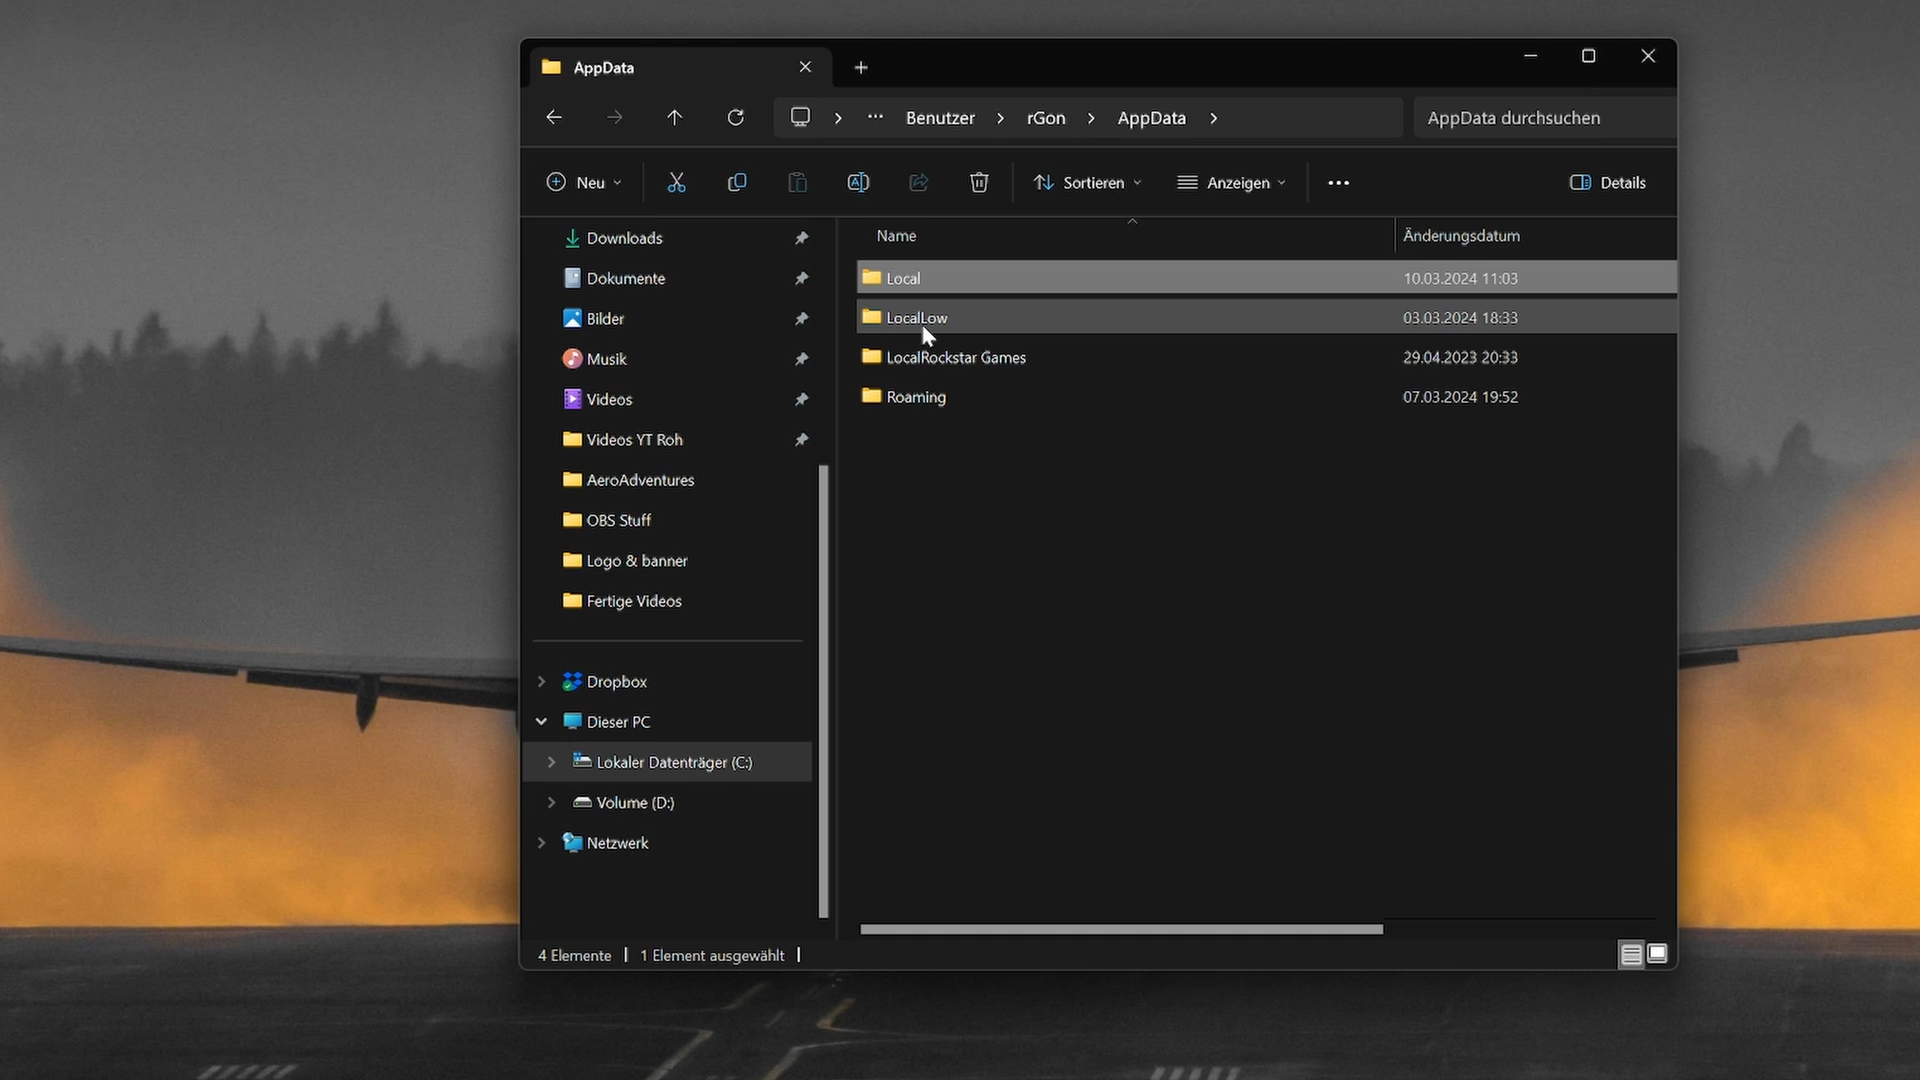 AppData
Benutzer rGon AppData
AppData durchsuchen
Neu
Sortieren
Anzeigen
Details
Downloads
Dokumente
Bilder
Musik
Videos
Videos YT Roh
AeroAdventures
OBS Stuff
Logo & banner
Fertige Videos
Dropbox
Dieser PC
Lokaler Datenträger (C:)
Volume (D:)
Netzwerk
Name Änderungsdatum
Local 10.03.2024 11:03
LocalLow 03.03.2024 18:33
LocalRockstar Games 29.04.2023 20:33
Roaming 07.03.2024 19:52
4 Elemente 1 Element ausgewählt